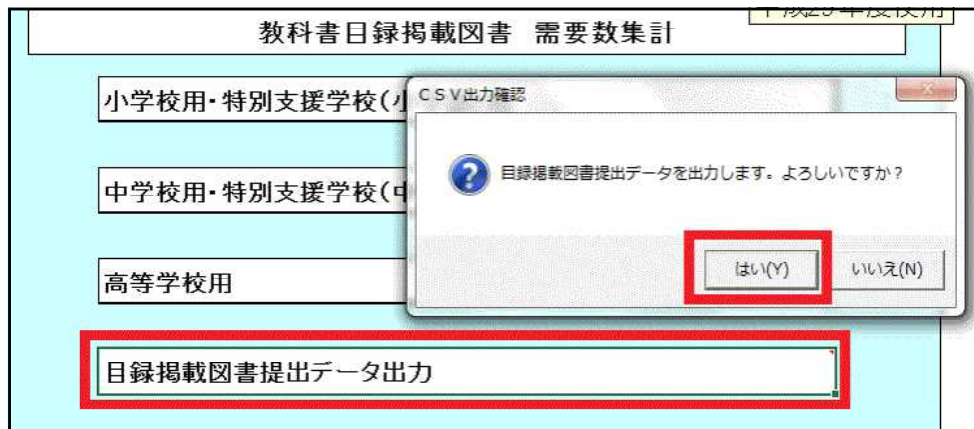 教科書目録掲載図書 需要数集計
小学校用・特別支援学校(小
CSV出力確認
目録掲載図書提出データを出力します。よろしいですか?
中学校用・特別支援学校(中
はい(Y)
いいえ(N)
高等学校用
目録掲載図書提出データ出力